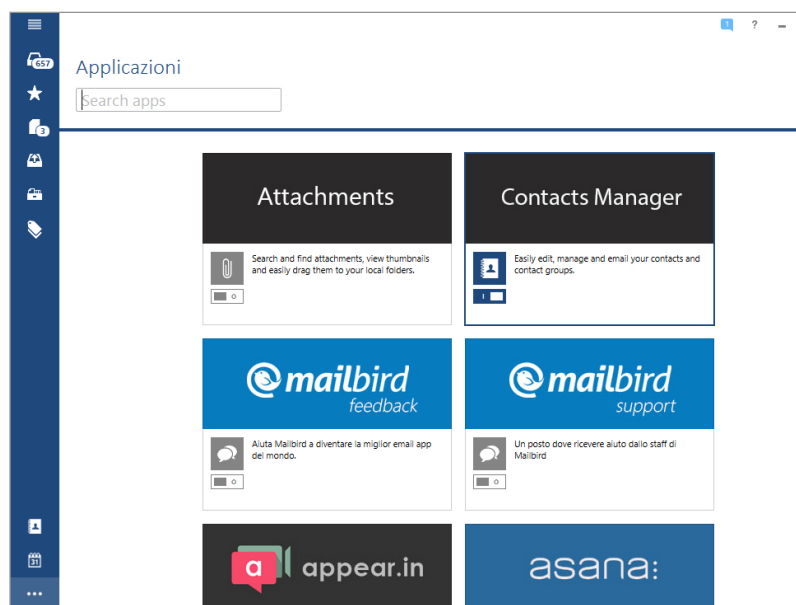 1
?
657
Applicazioni
Search apps
3
Attachments
Contacts Manager
Search and find attachments, view thumbnails
and easily drag them to your local folders.
Easily edit, manage and email your contacts and
contact groups.
mailbird
feedback
mailbird
support
Aiuta Mailbird a diventare la miglior email app
del mondo.
Un posto dove ricevere aiuto dallo staff di
Mailbird
a appear.in
asana:
31